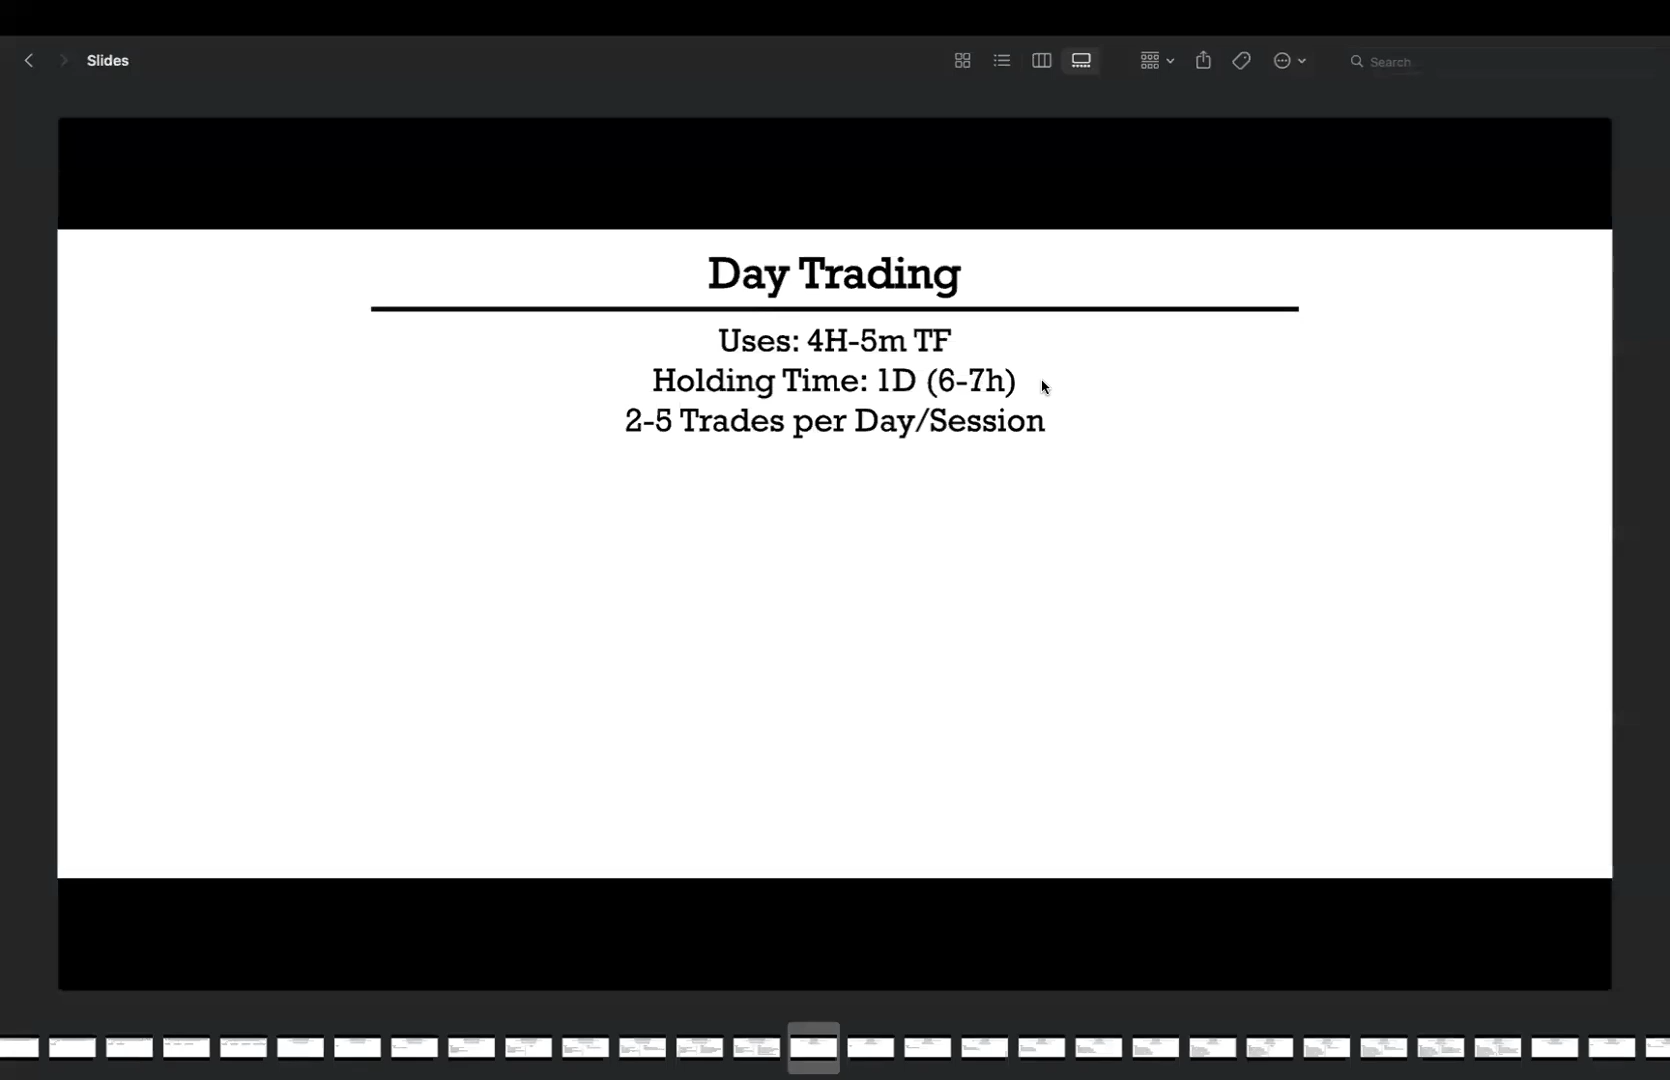 Slides
Search
Day Trading
Uses: 4H-5m TF
Holding Time: 1D (6-7h)
2-5 Trades per Day/Session